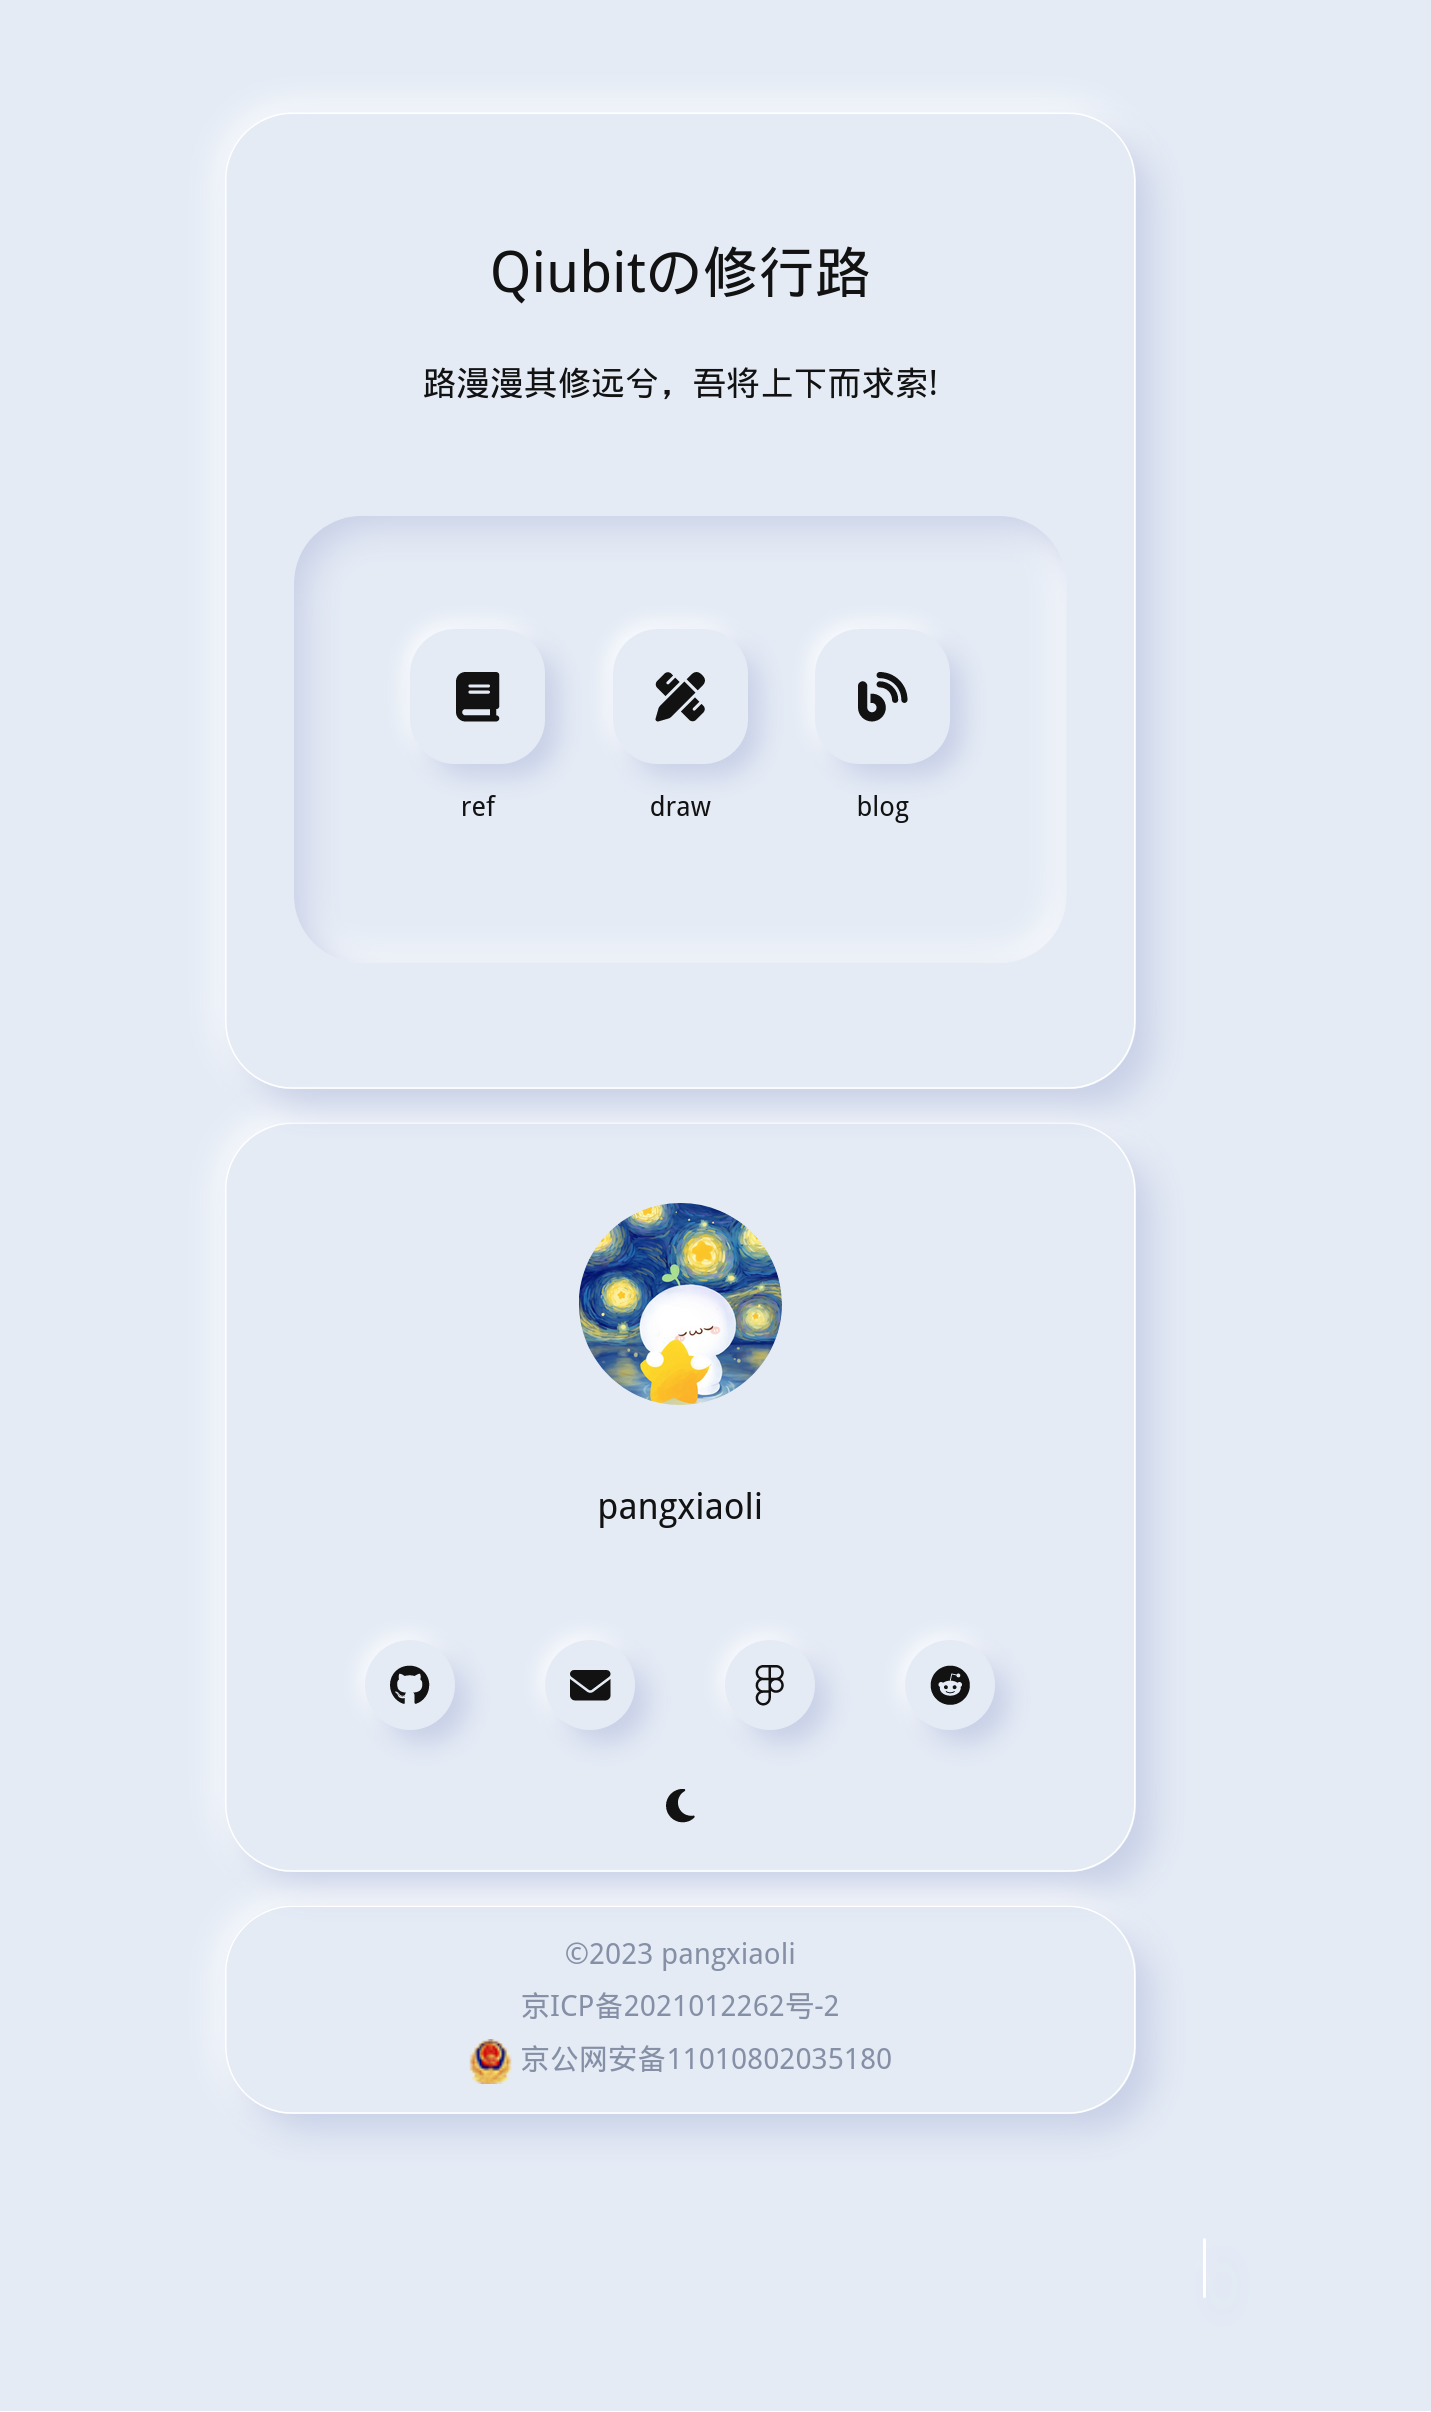 Qiubitの修行路
路漫漫其修远兮，吾将上下而求索!
ref
draw
blog
pangxiaoli
©2023 pangxiaoli
京ICP备2021012262号-2
京公网安备11010802035180